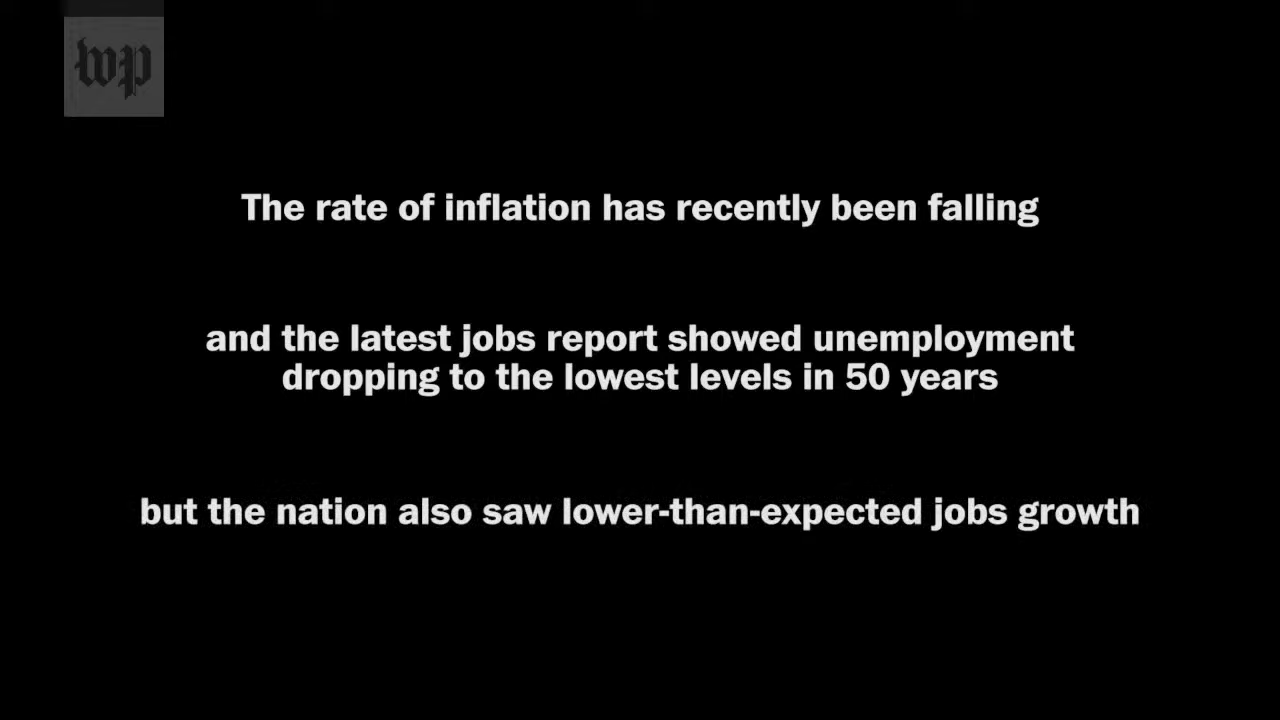 wp
The rate of inflation has recently been falling
and the latest jobs report showed unemployment
dropping to the lowest levels in 50 years
but the nation also saw lower-than-expected jobs growth